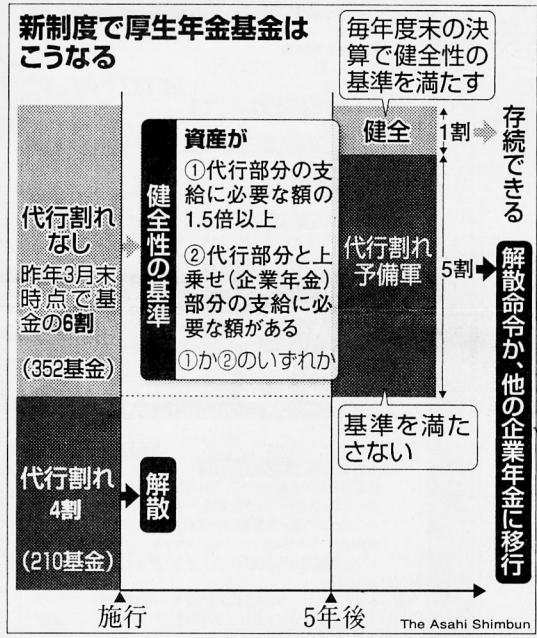 新制度で厚生年金基金は
こうなる
毎年度末の決
算で健全性の
基準を満たす
代行割れ
なし
昨年3月末
時点で基
金の6割
(352基金)
健全性の基準
資産が
①代行部分の支
給に必要な額の
1.5倍以上
②代行部分と上
乗せ(企業年金)
部分の支給に必
要な額がある
①か②のいずれか
健全
1割
存続できる
代行割れ
予備軍
5割
解散命令か、他の企業年金に移行
基準を満た
さない
代行割れ
4割
(210基金)
解散
施行
5年後
The Asahi Shimbun